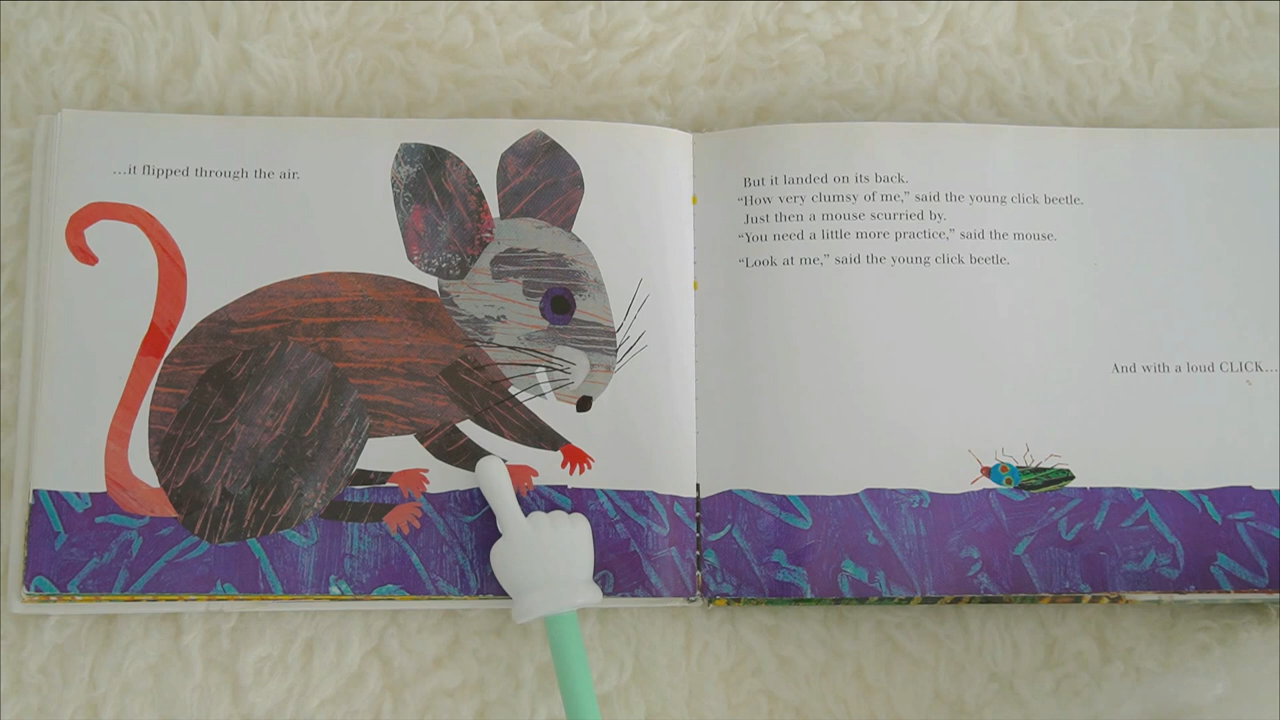 ...it flipped through the air.
But it landed on its back.
“How very clumsy of me,” said the young click beetle.
Just then a mouse scurried by.
“You need a little more practice,” said the mouse.
“Look at me,” said the young click beetle.
And with a loud CLICK...